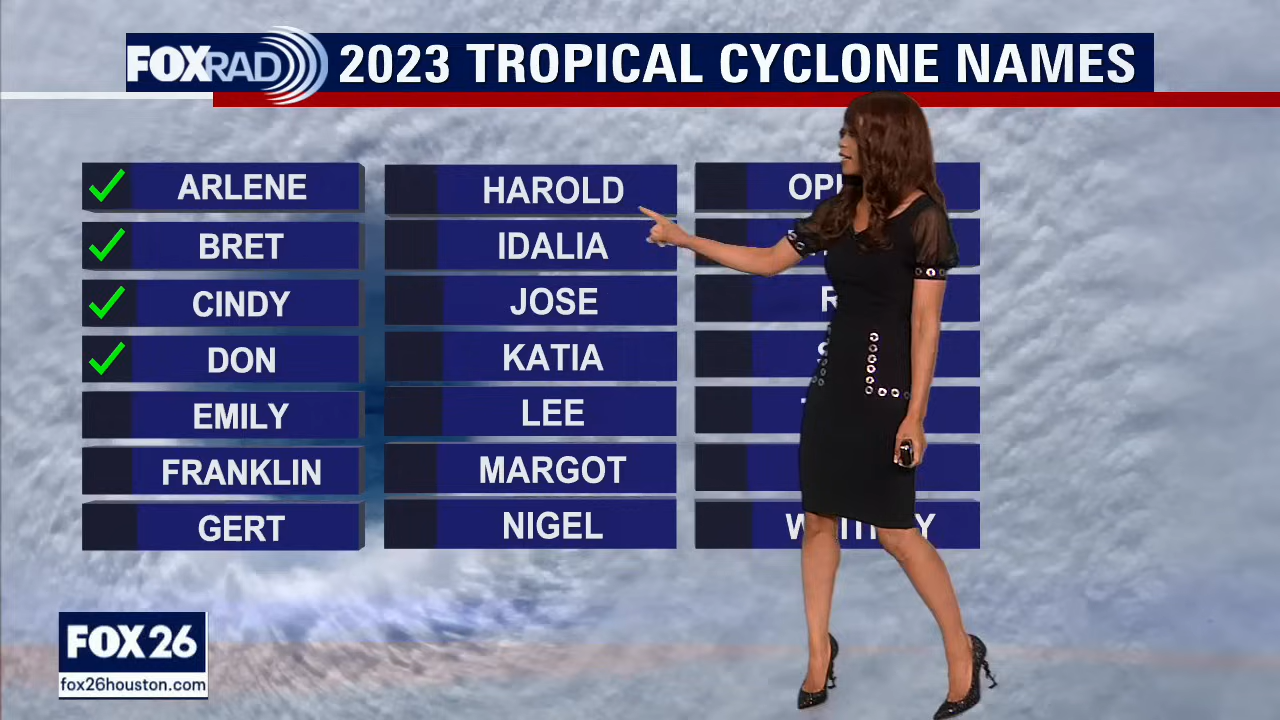 FOXRAD 2023 TROPICAL CYCLONE NAMES
ARLENE
BRET
CINDY
DON
EMILY
FRANKLIN
GERT
HAROLD
IDALIA
JOSE
KATIA
LEE
MARGOT
NIGEL
FOX 26
fox26houston.com